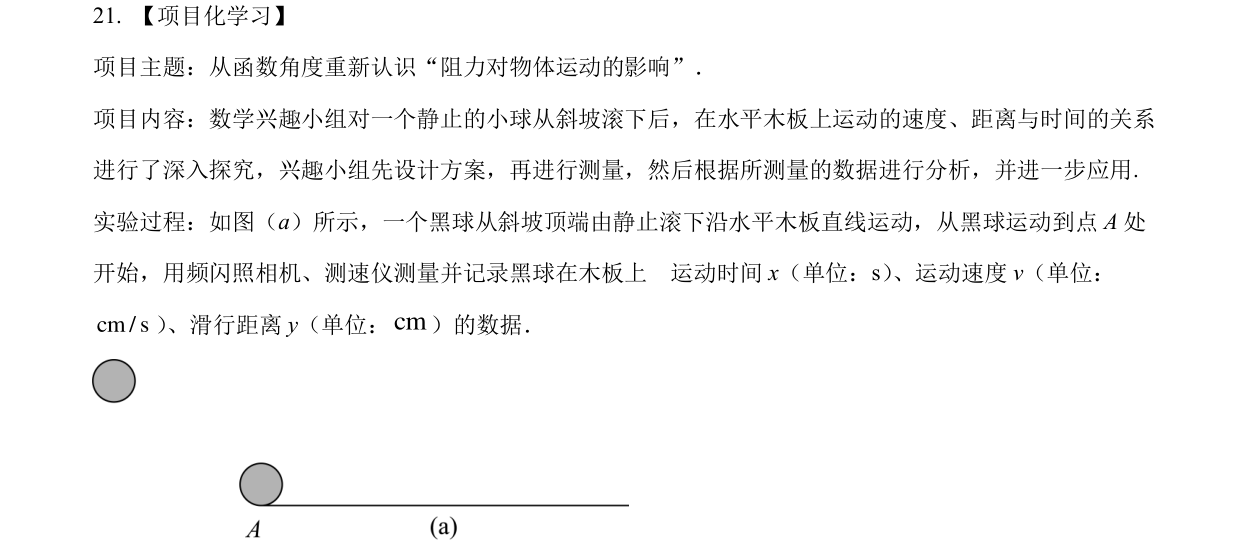 21. 【项目化学习】
项目主题：从函数角度重新认识“阻力对物体运动的影响”．
项目内容：数学兴趣小组对一个静止的小球从斜坡滚下后，在水平木板上运动的速度、距离与时间的关系
进行了深入探究，兴趣小组先设计方案，再进行测量，然后根据所测量的数据进行分析，并进一步应用．
实验过程：如图（a）所示，一个黑球从斜坡顶端由静止滚下沿水平木板直线运动，从黑球运动到点 A 处
开始，用频闪照相机、测速仪测量并记录黑球在木板上　运动时间 x（单位：s）、运动速度 v（单位：
cm/s）、滑行距离 y（单位：cm）的数据．
A (a)